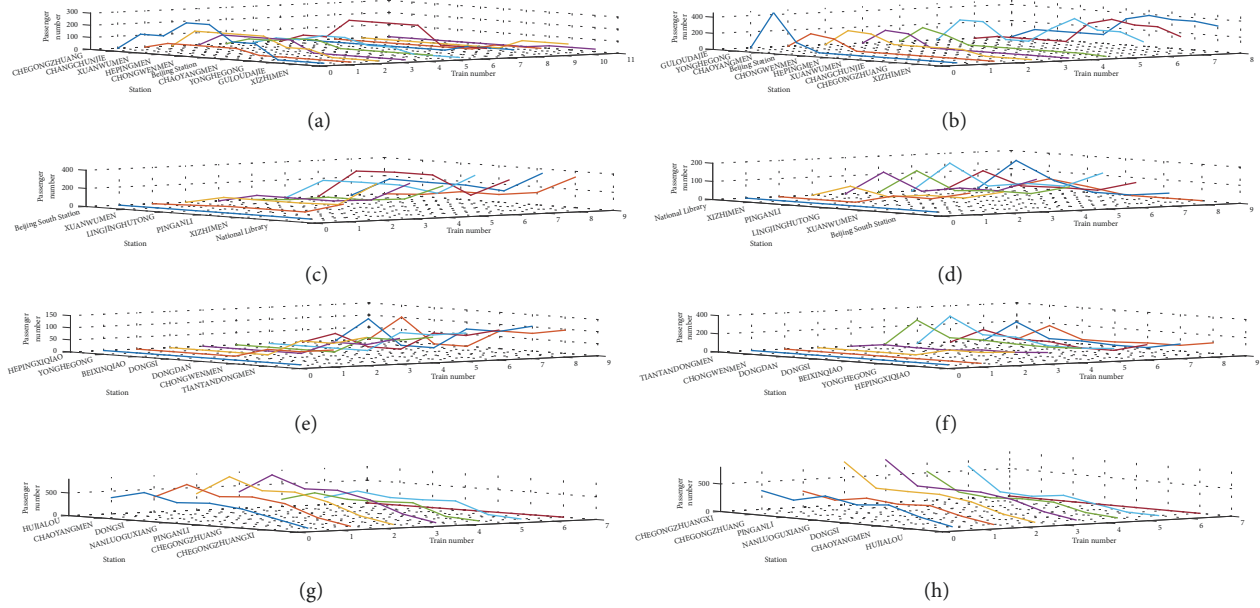 Passenger
number
300
200
100
0
CHEGONGZHUANG
CHANGCHUNJIE
XUANWUMEN
HEPINGMEN
CHONGWENMEN
Beijing Station
CHAOYANGMEN
YONGHEGONG
GULOUDAJIE
XIZHIMEN
Station
0 1 2 3 4 5 6 7 8 9 10 11
Train number
(a)
Passenger
number
400
200
0
GULOUDAJIE
YONGHEGONG
CHAOYANGMEN
Beijing Station
CHONGWENMEN
HEPINGMEN
XUANWUMEN
CHANGCHUNJIE
CHEGONGZHUANG
XIZHIMEN
Station
0 1 2 3 4 5 6 7 8
Train number
(b)
Passenger
number
400
200
0
Beijing South Station
XUANWUMEN
LINGJINGHUTONG
PINGANLI
XIZHIMEN
National Library
Station
0 1 2 3 4 5 6 7 8 9
Train number
(c)
Passenger
number
200
100
0
National Library
XIZHIMEN
PINGANLI
LINGJINGHUTONG
XUANWUMEN
Beijing South Station
Station
0 1 2 3 4 5 6 7 8 9
Train number
(d)
Passenger
number
150
100
50
0
HEPINGXIQIAO
YONGHEGONG
BEIXINQIAO
DONGSI
DONGDAN
CHONGWENMEN
TIANTANDONGMEN
Station
0 1 2 3 4 5 6 7 8 9
Train number
(e)
Passenger
number
400
200
0
TIANTANDONGMEN
CHONGWENMEN
DONGDAN
DONGSI
BEIXINQIAO
YONGHEGONG
HEPINGXIQIAO
Station
0 1 2 3 4 5 6 7 8 9
Train number
(f)
Passenger
number
500
0
HUJIALOU
CHAOYANGMEN
DONGSI
NANLUOGUXIANG
PINGANLI
CHEGONGZHUANG
CHEGONGZHUANGXI
Station
0 1 2 3 4 5 6 7
Train number
(g)
Passenger
number
500
0
CHEGONGZHUANGXI
CHEGONGZHUANG
PINGANLI
NANLUOGUXIANG
DONGSI
CHAOYANGMEN
HUJIALOU
Station
0 1 2 3 4 5 6 7
Train number
(h)